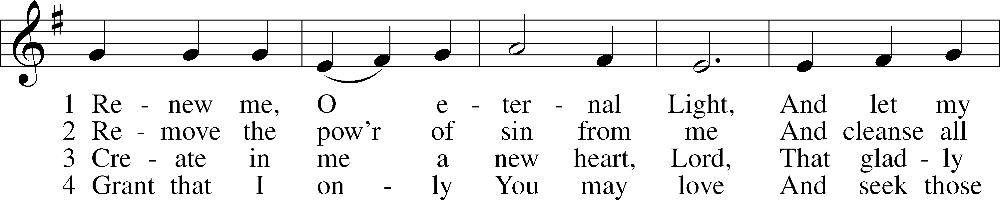 1 Re - new me, O e - ter - nal Light, And let my
2 Re - move the pow'r of sin from me And cleanse all
3 Cre - ate in me a new heart, Lord, That glad - ly
4 Grant that I on - ly You may love And seek those